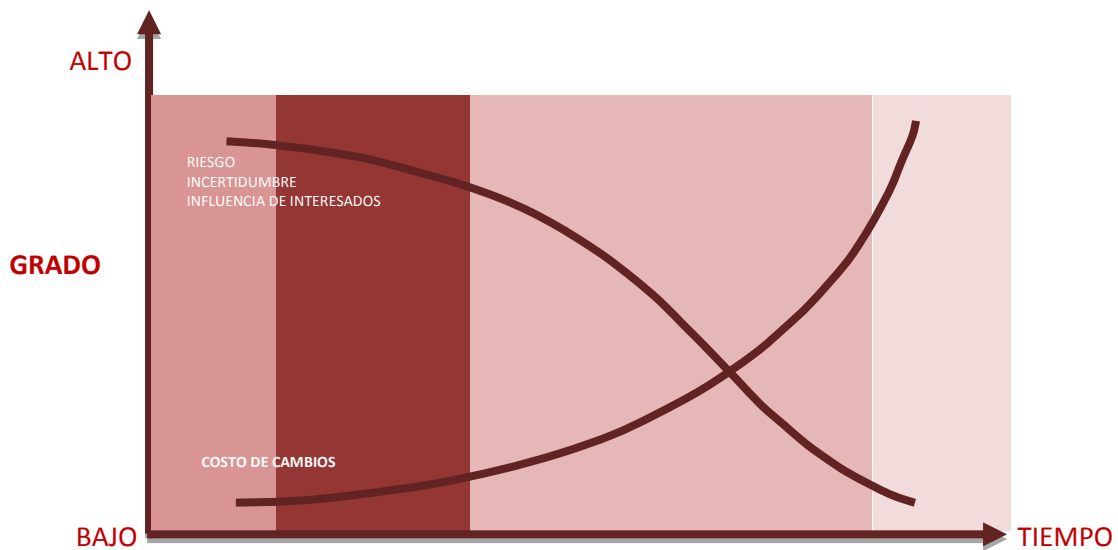 ALTO
RIESGO
INCERTIDUMBRE
INFLUENCIA DE INTERESADOS
GRADO
COSTO DE CAMBIOS
BAJO
TIEMPO